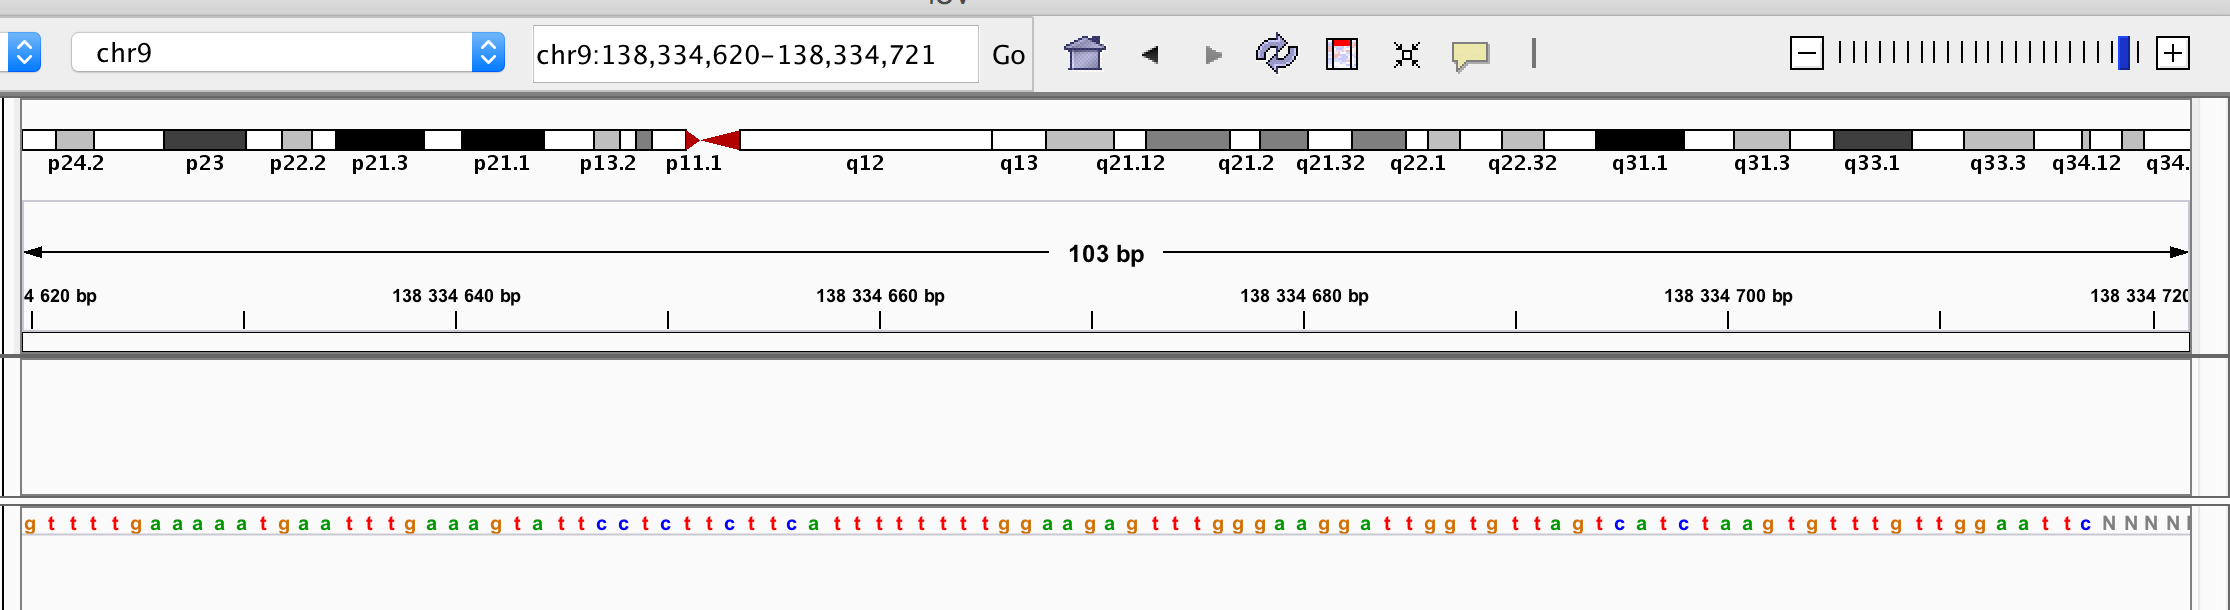 chr9 chr9:138,334,620-138,334,721 Go
p24.2 p23 p22.2 p21.3 p21.1 p13.2 p11.1 q12 q13 q21.12 q21.2 q21.32 q22.1 q22.32 q31.1 q31.3 q33.1 q33.3 q34.12 q34.
103 bp
4 620 bp 138 334 640 bp 138 334 660 bp 138 334 680 bp 138 334 700 bp 138 334 720
g t t t t g a a a a a t g a a t t t g a a a g t a t t c c t c t t c t t c a t t t t t t t t g g a a g a g t t t g g g a a g g a t t g g t g t t a g t c a t c t a a g t g t t t g t t g g a a t t c N N N N